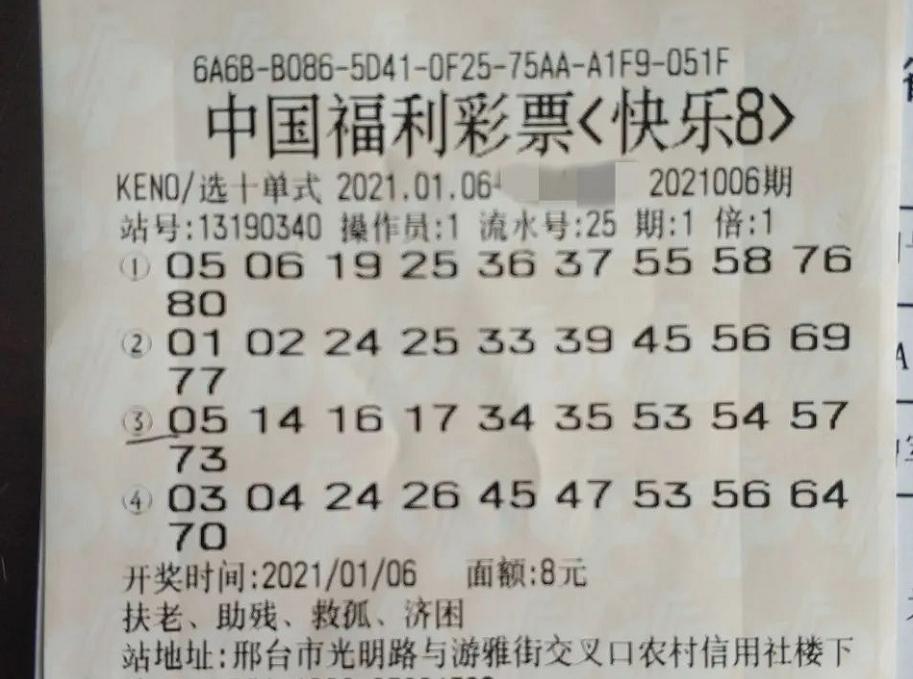 6A6B-B086-5D41-0F25-75AA-A1F9-051F
中国福利彩票<快乐8>
KENO/选十单式 2021.01.06 2021006期
站号:13190340 操作员:1 流水号:25 期:1 倍:1
① 05 06 19 25 36 37 55 58 76
80
② 01 02 24 25 33 39 45 56 69
77
③ 05 14 16 17 34 35 53 54 57
73
④ 03 04 24 26 45 47 53 56 64
70
开奖时间:2021/01/06 面额:8元
扶老、助残、救孤、济困
站地址:邢台市光明路与游雅街交叉口农村信用社楼下